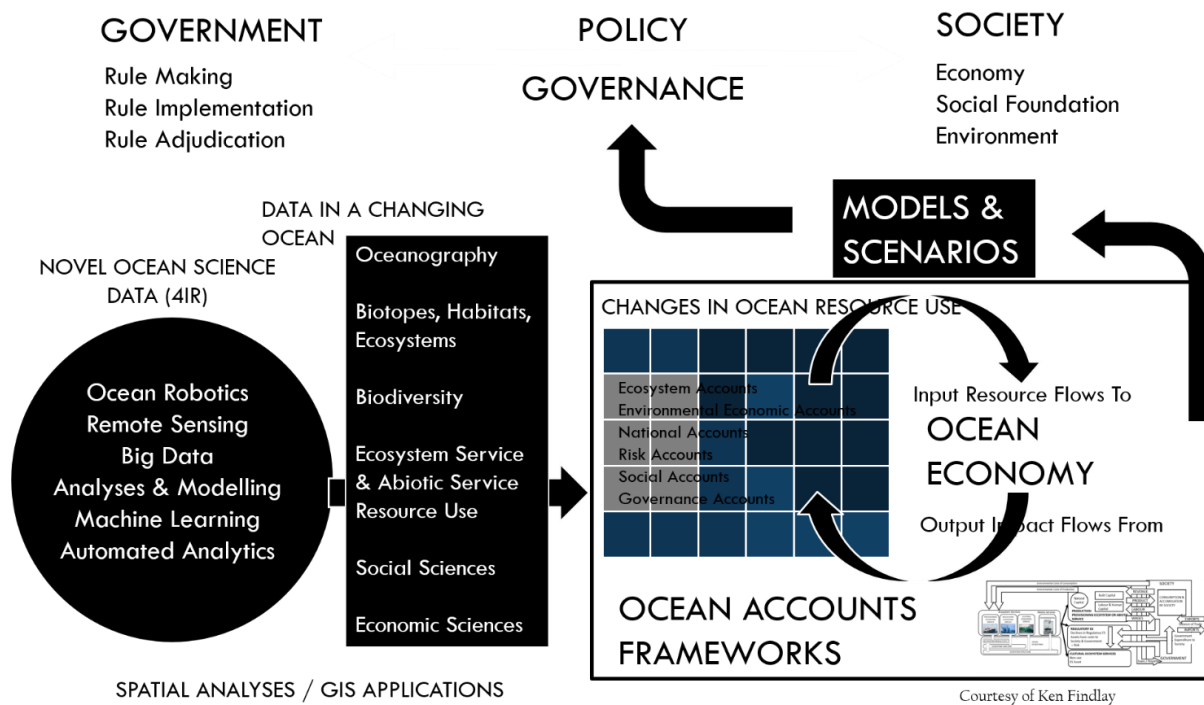 GOVERNMENT
Rule Making
Rule Implementation
Rule Adjudication
POLICY
GOVERNANCE
SOCIETY
Economy
Social Foundation
Environment
MODELS &
SCENARIOS
DATA IN A CHANGING
OCEAN
NOVEL OCEAN SCIENCE
DATA (4IR)
Ocean Robotics
Remote Sensing
Big Data
Analyses & Modelling
Machine Learning
Automated Analytics
Oceanography
Biotopes, Habitats,
Ecosystems
Biodiversity
Ecosystem Service
& Abiotic Service
Resource Use
Social Sciences
Economic Sciences
CHANGES IN OCEAN RESOURCE USE
Ecosystem Accounts
Environmental Economic Accounts
National Accounts
Risk Accounts
Social Accounts
Governance Accounts
Input Resource Flows To
OCEAN
ECONOMY
Output Impact Flows From
OCEAN ACCOUNTS
FRAMEWORKS
SOCIETY
GOVERNMENT
SPATIAL ANALYSES / GIS APPLICATIONS
Courtesy of Ken Findlay